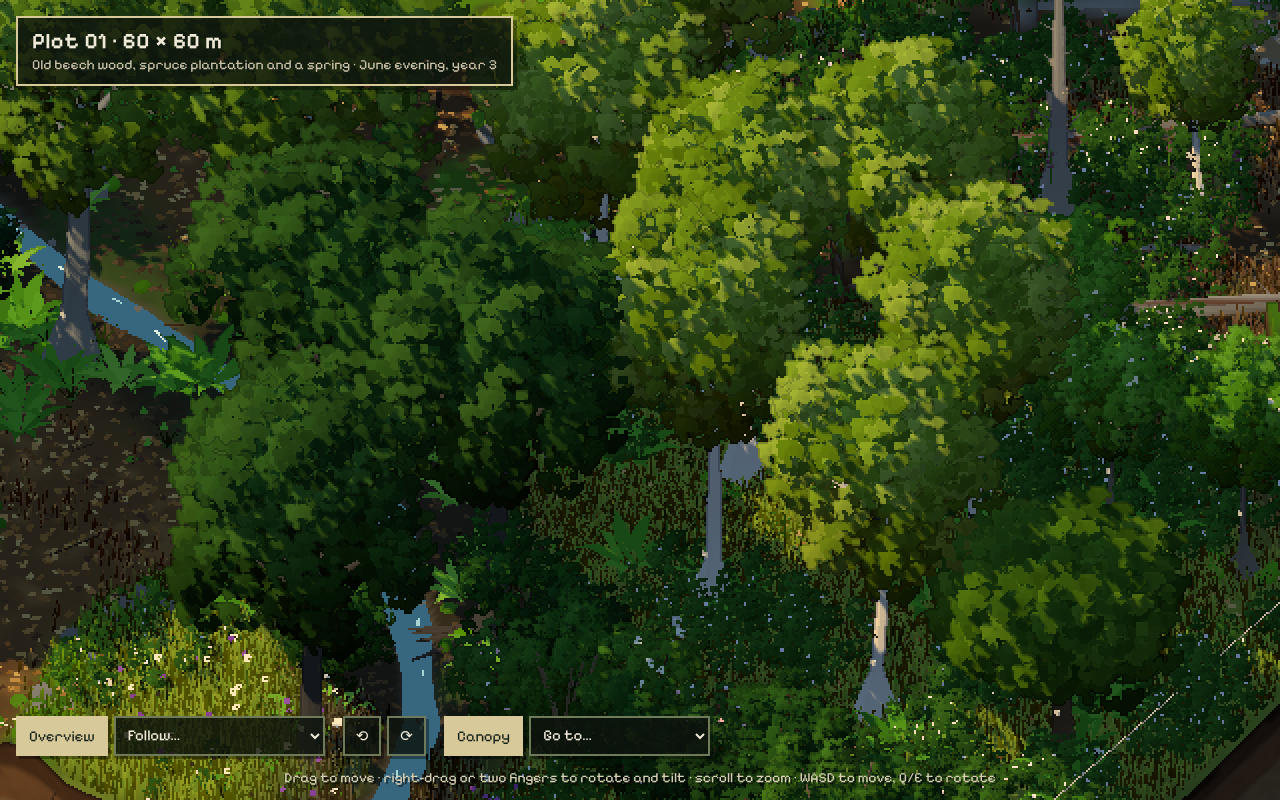 Plot 01 · 60 × 60 m
Old beech wood, spruce plantation and a spring · June evening, year 3
Overview
Follow...
Canopy
Go to...
Drag to move · right-drag or two fingers to rotate and tilt · scroll to zoom · WASD to move, Q/E to rotate